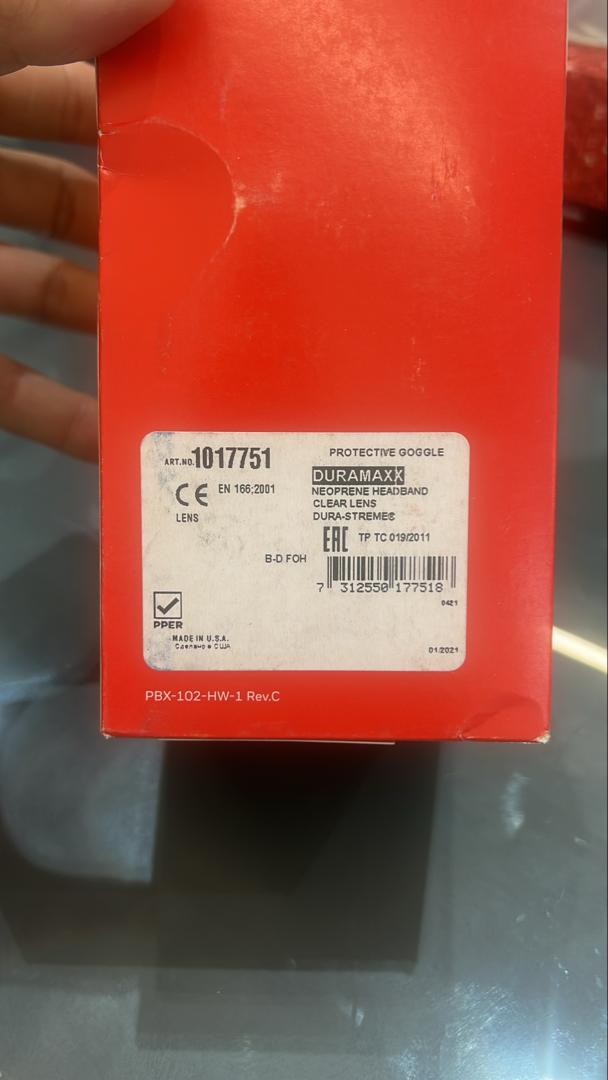 ART.NO.1017751
PROTECTIVE GOGGLE
CE EN 166:2001
LENS
DURAMAXX
NEOPRENE HEADBAND
CLEAR LENS
DURA-STREME®
EAC TP TC 019/2011
B-D FOH
7 312550 177518
0421
PPER
MADE IN U.S.A.
Сделано в США
01/2021
PBX-102-HW-1 Rev.C